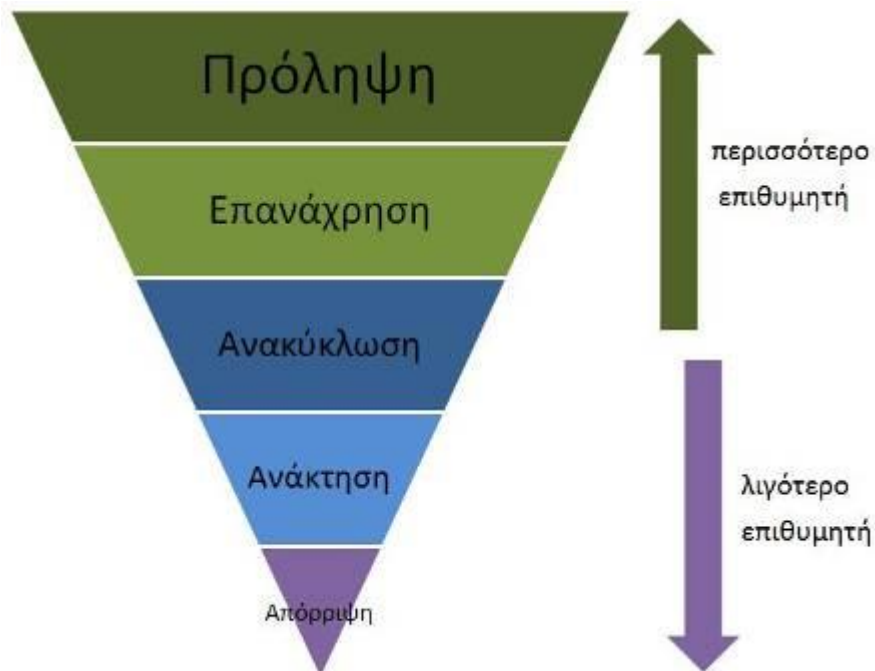 Πρόληψη
Επανάχρηση
Ανακύκλωση
Ανάκτηση
Απόρριψη
περισσότερο
επιθυμητή
λιγότερο
επιθυμητή